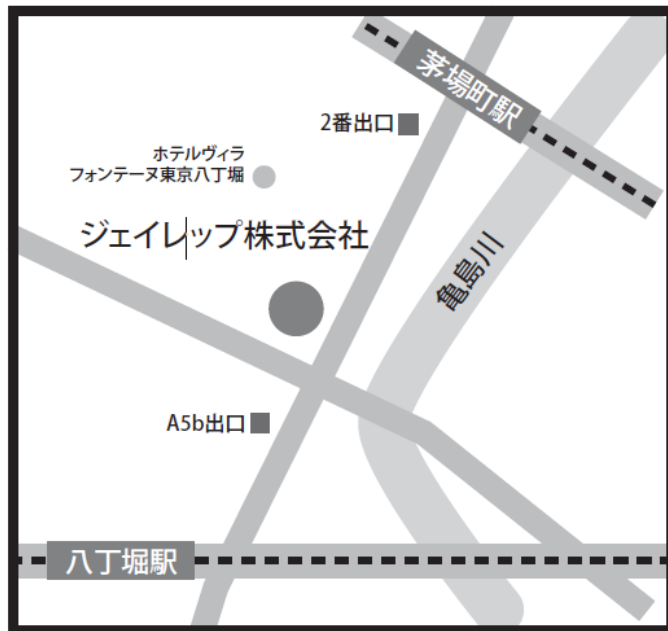 茅場町駅
2番出口
ホテルヴィラ
フォンテーヌ東京八丁堀
ジェイレップ株式会社
亀島川
A5b出口
八丁堀駅